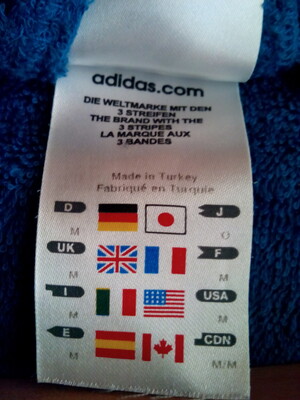 adidas.com
DIE WELTMARKE MIT DEN
3 STREIFEN
THE BRAND WITH THE
3 STRIPES
LA MARQUE AUX
3 BANDES
Made in Turkey
Fabriqué en Turquie
D J
M O
UK F
M M
I USA
M M
E CDN
M M/M